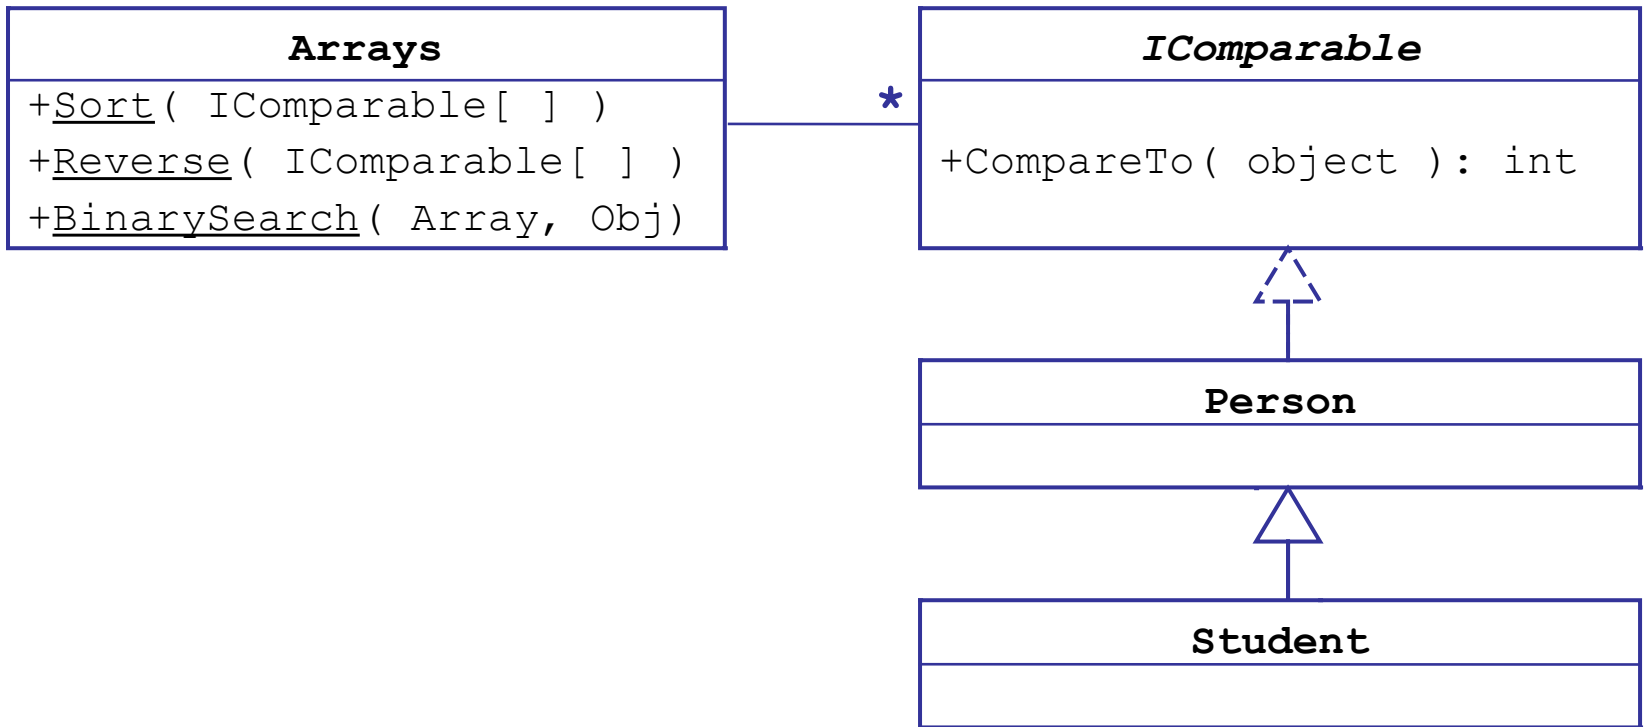 Arrays
+Sort( IComparable[ ] )
+Reverse( IComparable[ ] )
+BinarySearch( Array, Obj)
*
IComparable
+CompareTo( object ): int
Person
Student